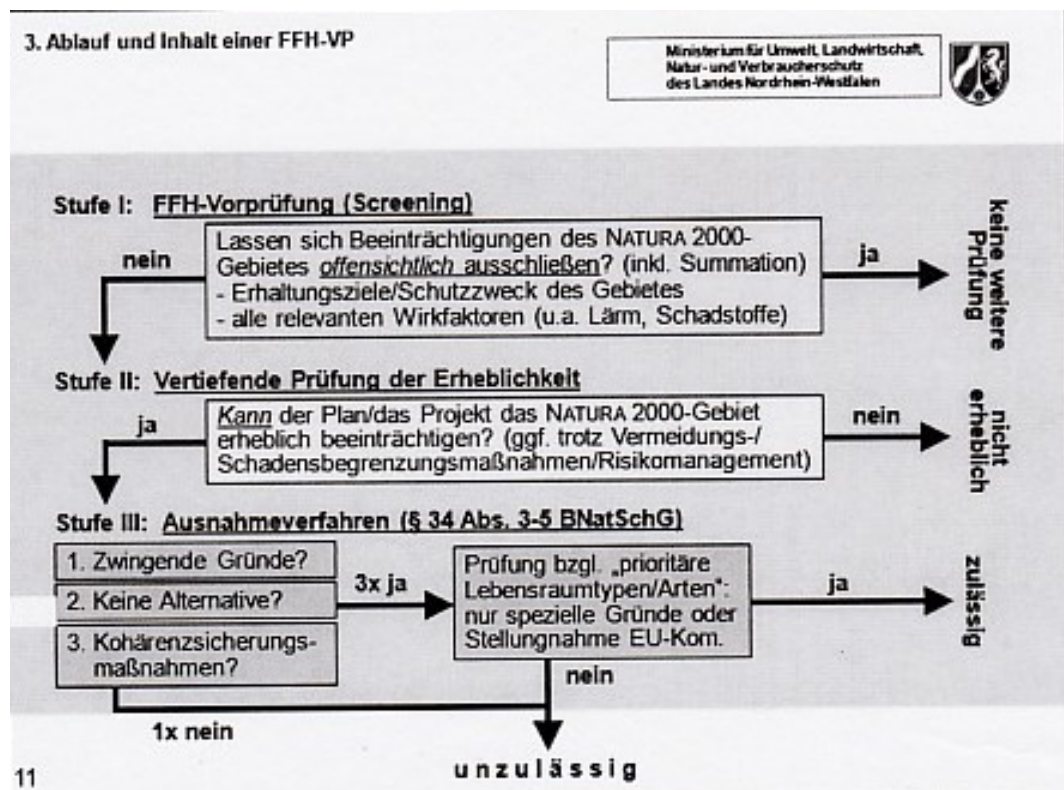 3. Ablauf und Inhalt einer FFH-VP
Ministerium für Umwelt, Landwirtschaft,
Natur- und Verbraucherschutz
des Landes Nordrhein-Westfalen
Stufe I: FFH-Vorprüfung (Screening)
Lassen sich Beeinträchtigungen des NATURA 2000-
Gebietes offensichtlich ausschließen? (inkl. Summation)
- Erhaltungsziele/Schutzzweck des Gebietes
- alle relevanten Wirkfaktoren (u.a. Lärm, Schadstoffe)
nein
ja
keine weitere
Prüfung
Stufe II: Vertiefende Prüfung der Erheblichkeit
Kann der Plan/das Projekt das NATURA 2000-Gebiet
erheblich beeinträchtigen? (ggf. trotz Vermeidungs-/
Schadensbegrenzungsmaßnahmen/Risikomanagement)
ja
nein
nicht
erheblich
Stufe III: Ausnahmeverfahren (§ 34 Abs. 3-5 BNatSchG)
1. Zwingende Gründe?
2. Keine Alternative?
3. Kohärenzsicherungs-
maßnahmen?
3x ja
Prüfung bzgl. „prioritäre
Lebensraumtypen/Arten“:
nur spezielle Gründe oder
Stellungnahme EU-Kom.
ja
zulässig
nein
1x nein
unzulässig
11